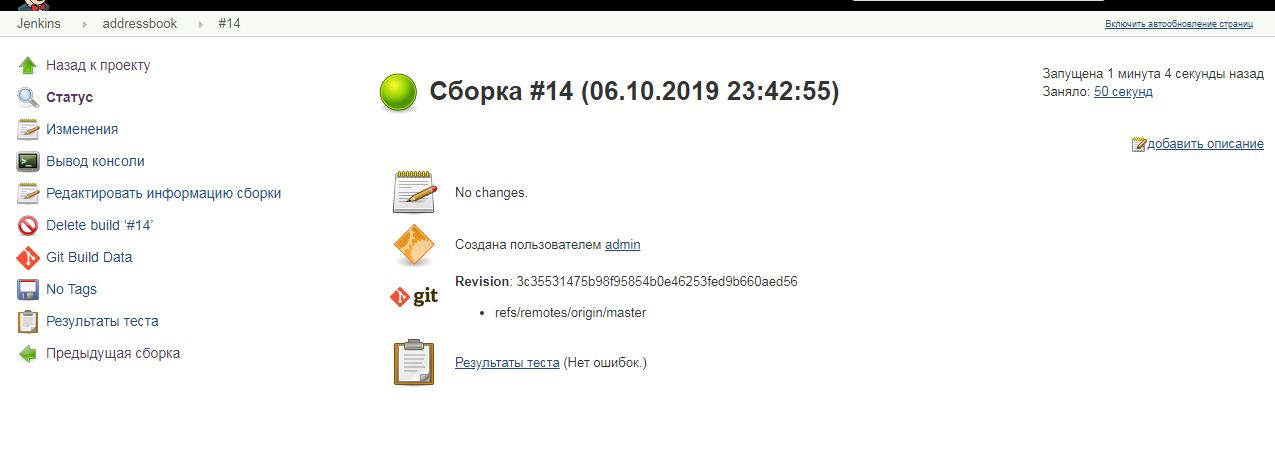 Jenkins addressbook #14
Включить автообновление страниц
Назад к проекту
Статус
Изменения
Вывод консоли
Редактировать информацию сборки
Delete build ‘#14’
Git Build Data
No Tags
Результаты теста
Предыдущая сборка
Сборка #14 (06.10.2019 23:42:55)
Запущена 1 минута 4 секунды назад
Заняло: 50 секунд
добавить описание
No changes.
Создана пользователем admin
git
Revision: 3c35531475b98f95854b0e46253fed9b660aed56
• refs/remotes/origin/master
Результаты теста (Нет ошибок.)